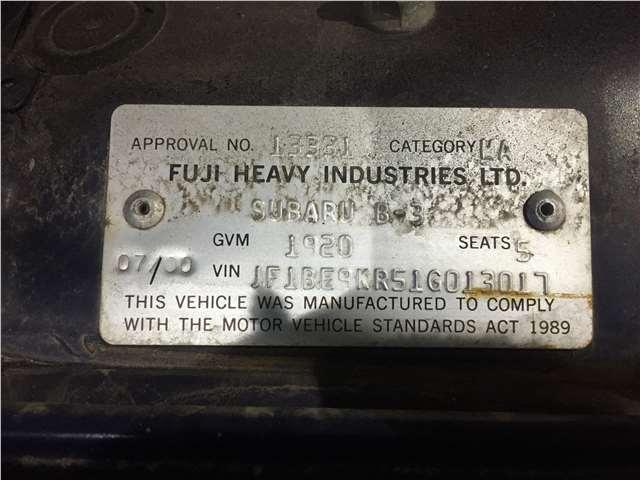 APPROVAL NO. 13331 CATEGORY MA
FUJI HEAVY INDUSTRIES LTD.
SUBARU B-3
GVM 1920 SEATS 5
07/00 VIN JF1BE9KR51G013017
THIS VEHICLE WAS MANUFACTURED TO COMPLY
WITH THE MOTOR VEHICLE STANDARDS ACT 1989